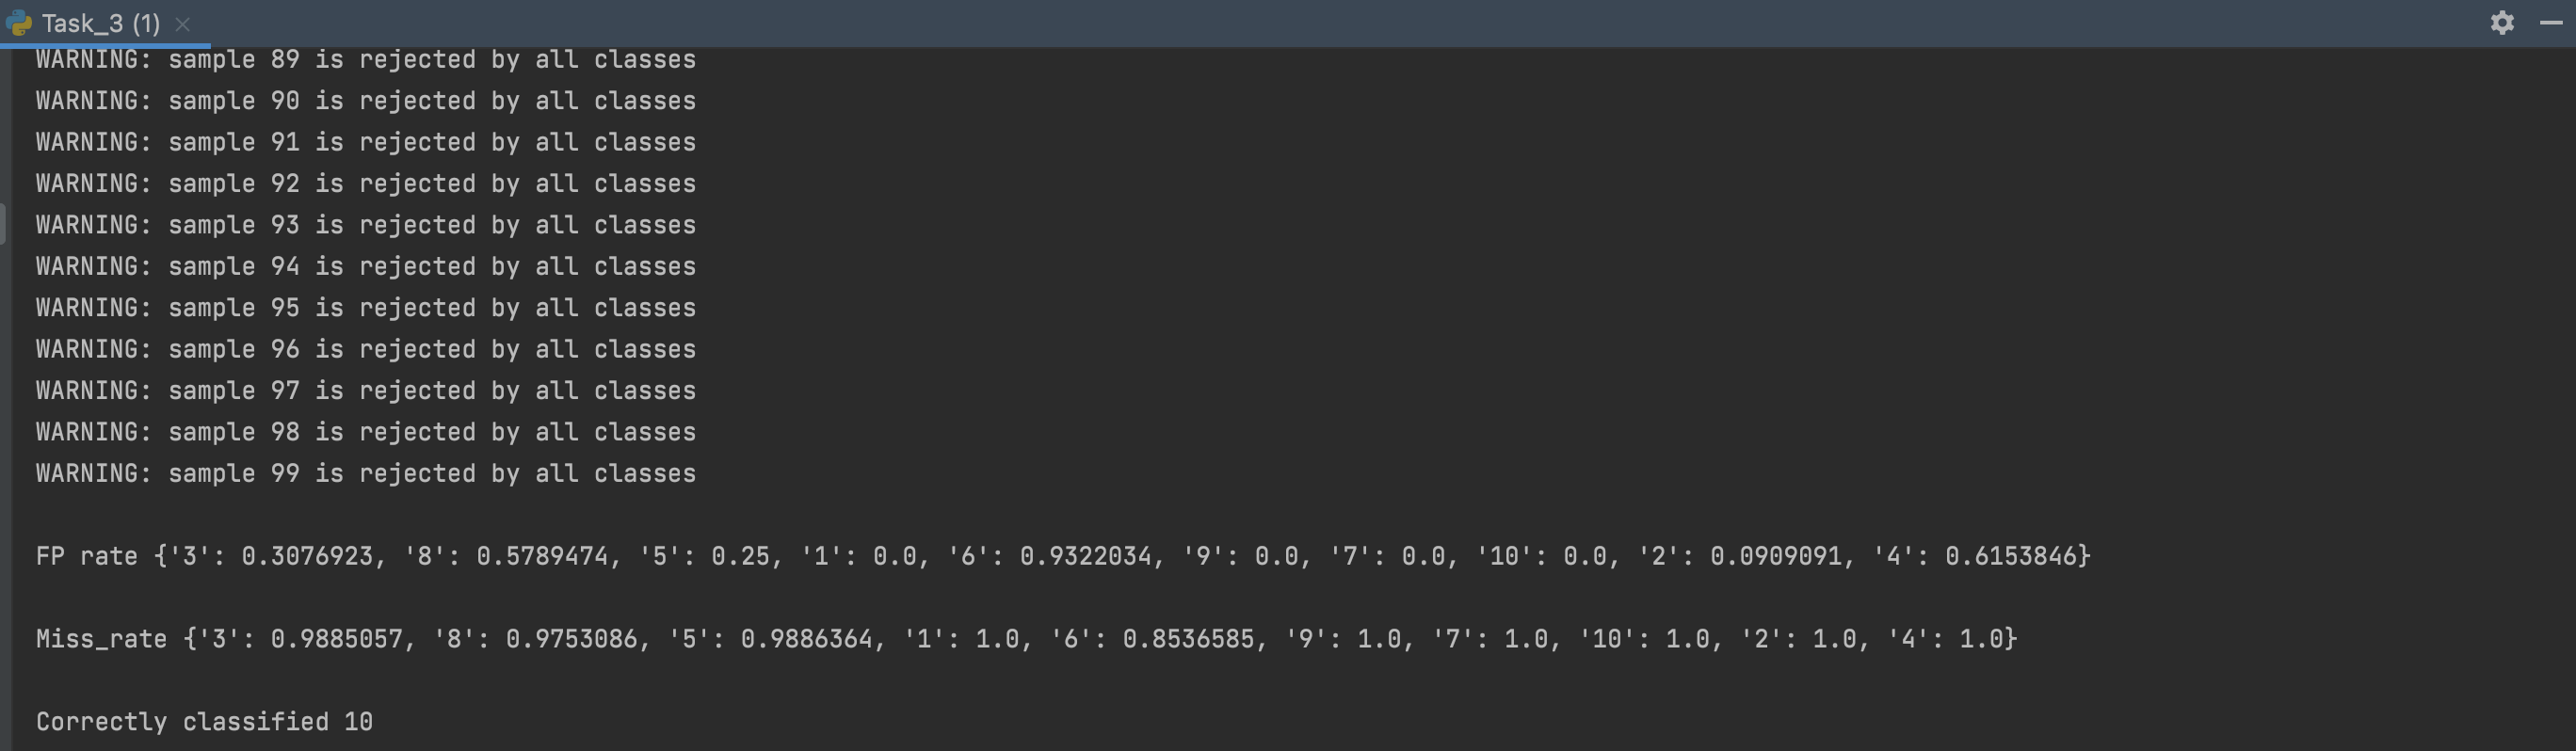 Task_3 (1)
WARNING: sample 89 is rejected by all classes
WARNING: sample 90 is rejected by all classes
WARNING: sample 91 is rejected by all classes
WARNING: sample 92 is rejected by all classes
WARNING: sample 93 is rejected by all classes
WARNING: sample 94 is rejected by all classes
WARNING: sample 95 is rejected by all classes
WARNING: sample 96 is rejected by all classes
WARNING: sample 97 is rejected by all classes
WARNING: sample 98 is rejected by all classes
WARNING: sample 99 is rejected by all classes
FP rate {'3': 0.3076923, '8': 0.5789474, '5': 0.25, '1': 0.0, '6': 0.9322034, '9': 0.0, '7': 0.0, '10': 0.0, '2': 0.0909091, '4': 0.6153846}
Miss_rate {'3': 0.9885057, '8': 0.9753086, '5': 0.9886364, '1': 1.0, '6': 0.8536585, '9': 1.0, '7': 1.0, '10': 1.0, '2': 1.0, '4': 1.0}
Correctly classified 10